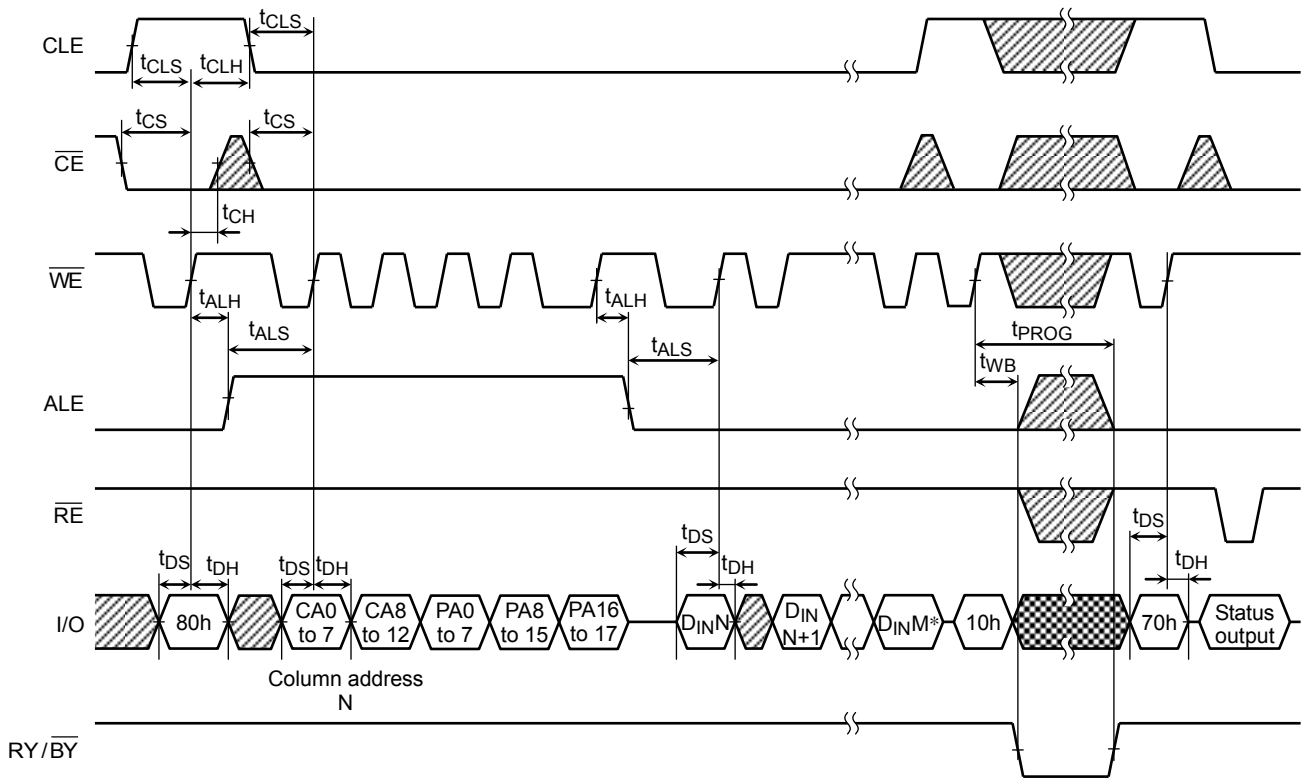 CLE
tCLS
tCLS tCLH
CE
tCS tCS
tCH
WE
tALH tALH
tALS tALS
tPROG
tWB
ALE
RE
tDS tDH tDS tDH tDS tDH tDS tDH
I/O
80h
CA0
to 7
CA8
to 12
PA0
to 7
PA8
to 15
PA16
to 17
DINN
DIN
N+1
DINM*
10h
70h
Status
output
Column address
N
RY/BY